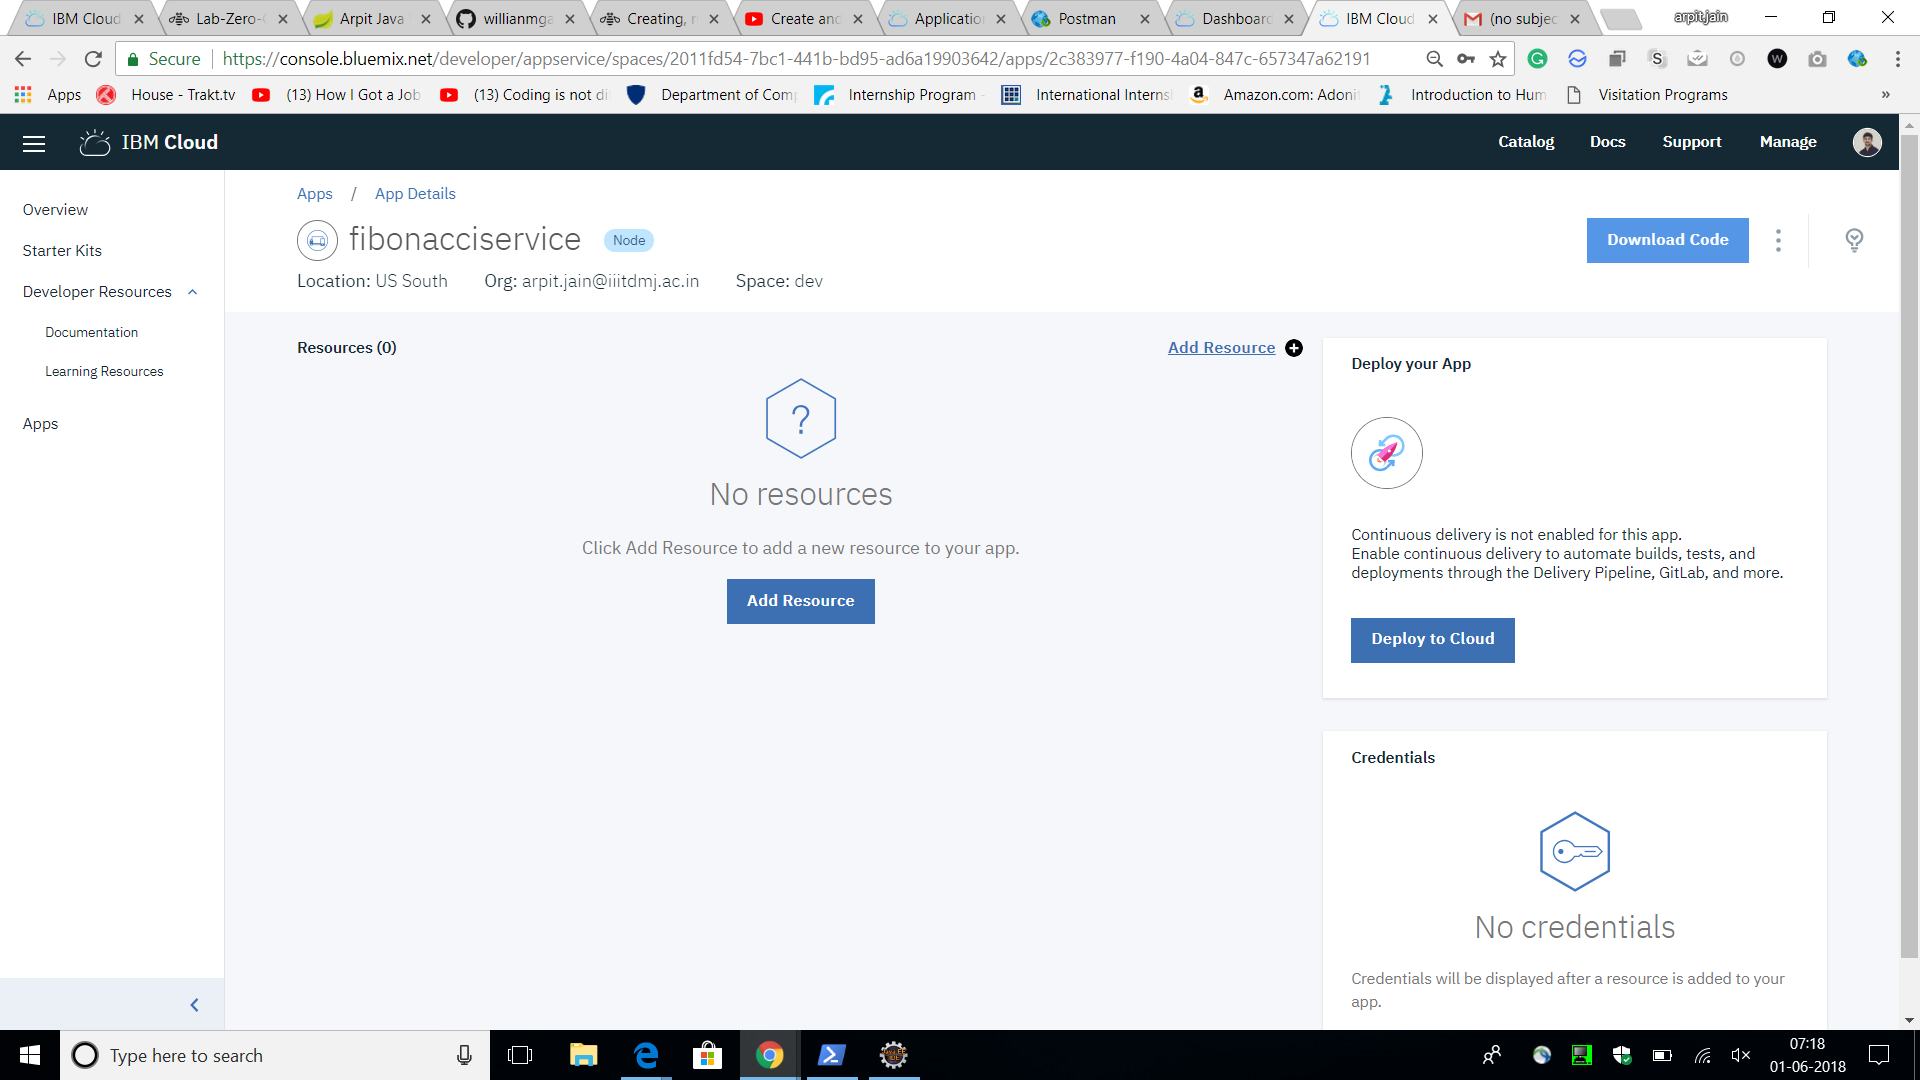 IBM Cloud
Lab-Zero-
Arpit Java
willianmga
Creating,
Create and
Application
Postman
Dashboard
IBM Cloud
(no subjec
arpitjain
Secure https://console.bluemix.net/developer/appservice/spaces/2011fd54-7bc1-441b-bd95-ad6a19903642/apps/2c383977-f190-4a04-847c-657347a62191
Apps House - Trakt.tv (13) How I Got a Job (13) Coding is not di Department of Comp Internship Program - International Interns Amazon.com: Adonit Introduction to Hum Visitation Programs »
IBM Cloud
Catalog Docs Support Manage
Overview
Starter Kits
Developer Resources
Documentation
Learning Resources
Apps
Apps / App Details
fibonacciservice Node
Location: US South Org: arpit.jain@iiitdmj.ac.in Space: dev
Download Code
Resources (0)
Add Resource
?
No resources
Click Add Resource to add a new resource to your app.
Add Resource
Deploy your App
Continuous delivery is not enabled for this app.
Enable continuous delivery to automate builds, tests, and
deployments through the Delivery Pipeline, GitLab, and more.
Deploy to Cloud
Credentials
No credentials
Credentials will be displayed after a resource is added to your
app.
Type here to search
07:18
01-06-2018